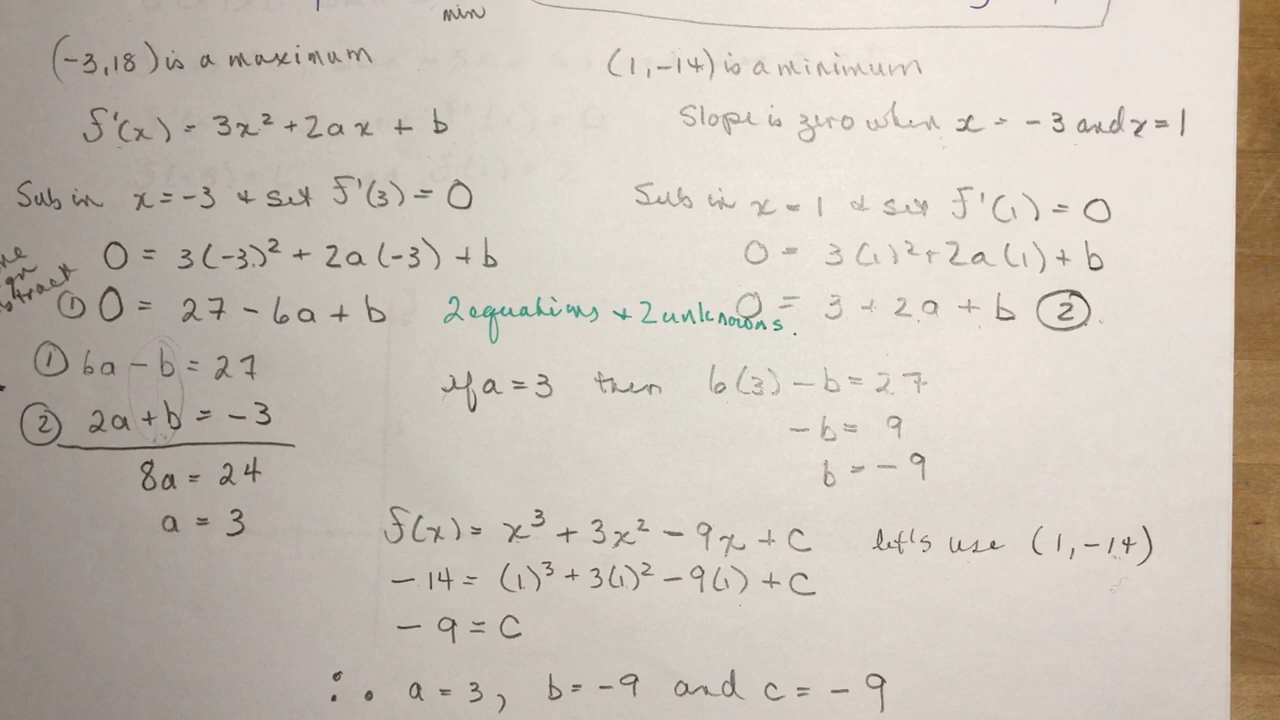 min
(-3,18) is a maximum
(1,-14) is a minimum
f'(x) = 3x² + 2ax + b
Slope is zero when x = -3 and x = 1
Sub in x = -3 & set f'(3) = 0
Sub in x = 1 & set f'(1) = 0
0 = 3(-3)² + 2a(-3) + b
0 = 3(1)² + 2a(1) + b
① 0 = 27 - 6a + b
2 equations & 2 unknowns.
0 = 3 + 2a + b ②.
① 6a - b = 27
② 2a + b = -3
8a = 24
a = 3
if a = 3 then 6(3) - b = 27
-b = 9
b = -9
f(x) = x³ + 3x² - 9x + c let's use (1,-14)
-14 = (1)³ + 3(1)² - 9(1) + c
-9 = c
∴ a = 3, b = -9 and c = -9